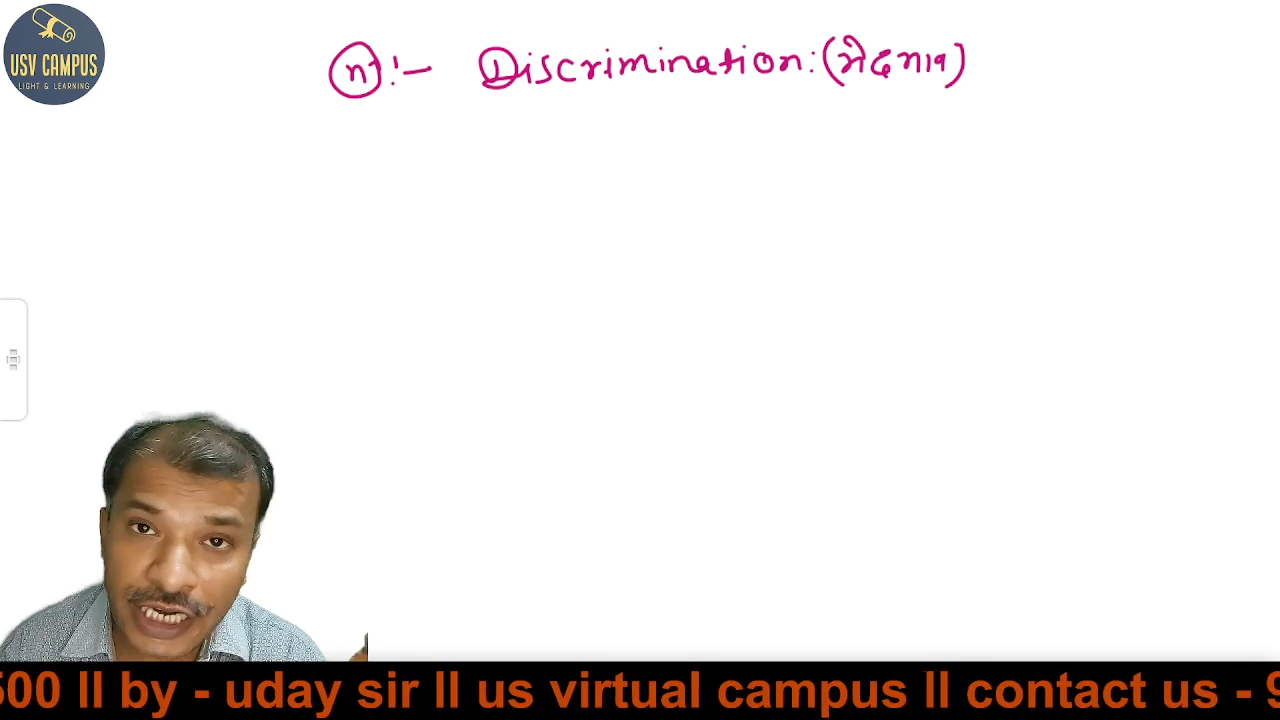 USV CAMPUS
LIGHT & LEARNING
n :- Discrimination: (भेदभाव)
500 ll by - uday sir ll us virtual campus ll contact us - 9